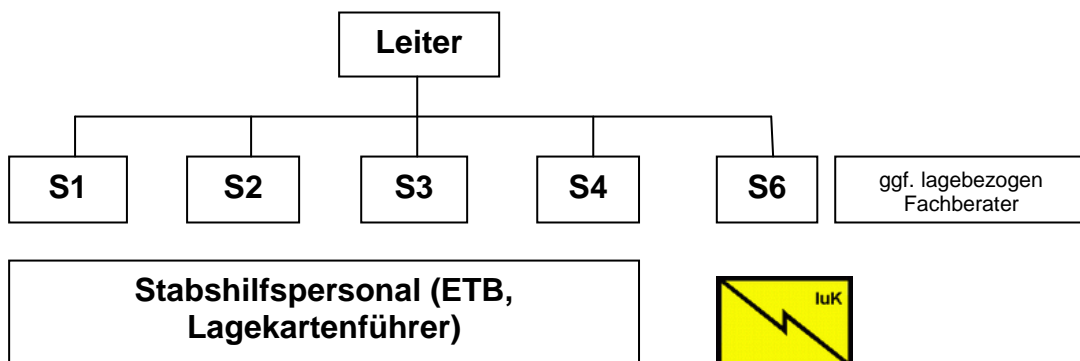 Leiter
S1
S2
S3
S4
S6
ggf. lagebezogen
Fachberater
Stabshilfspersonal (ETB,
Lagekartenführer)
IuK